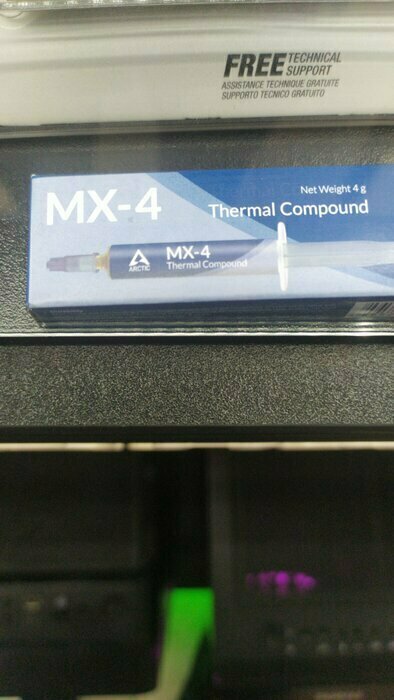 FREE TECHNICAL SUPPORT
ASSISTANCE TECHNIQUE GRATUITE
SUPPORTO TECNICO GRATUITO
MX-4
Net Weight 4 g
Thermal Compound
ARCTIC
MX-4
Thermal Compound